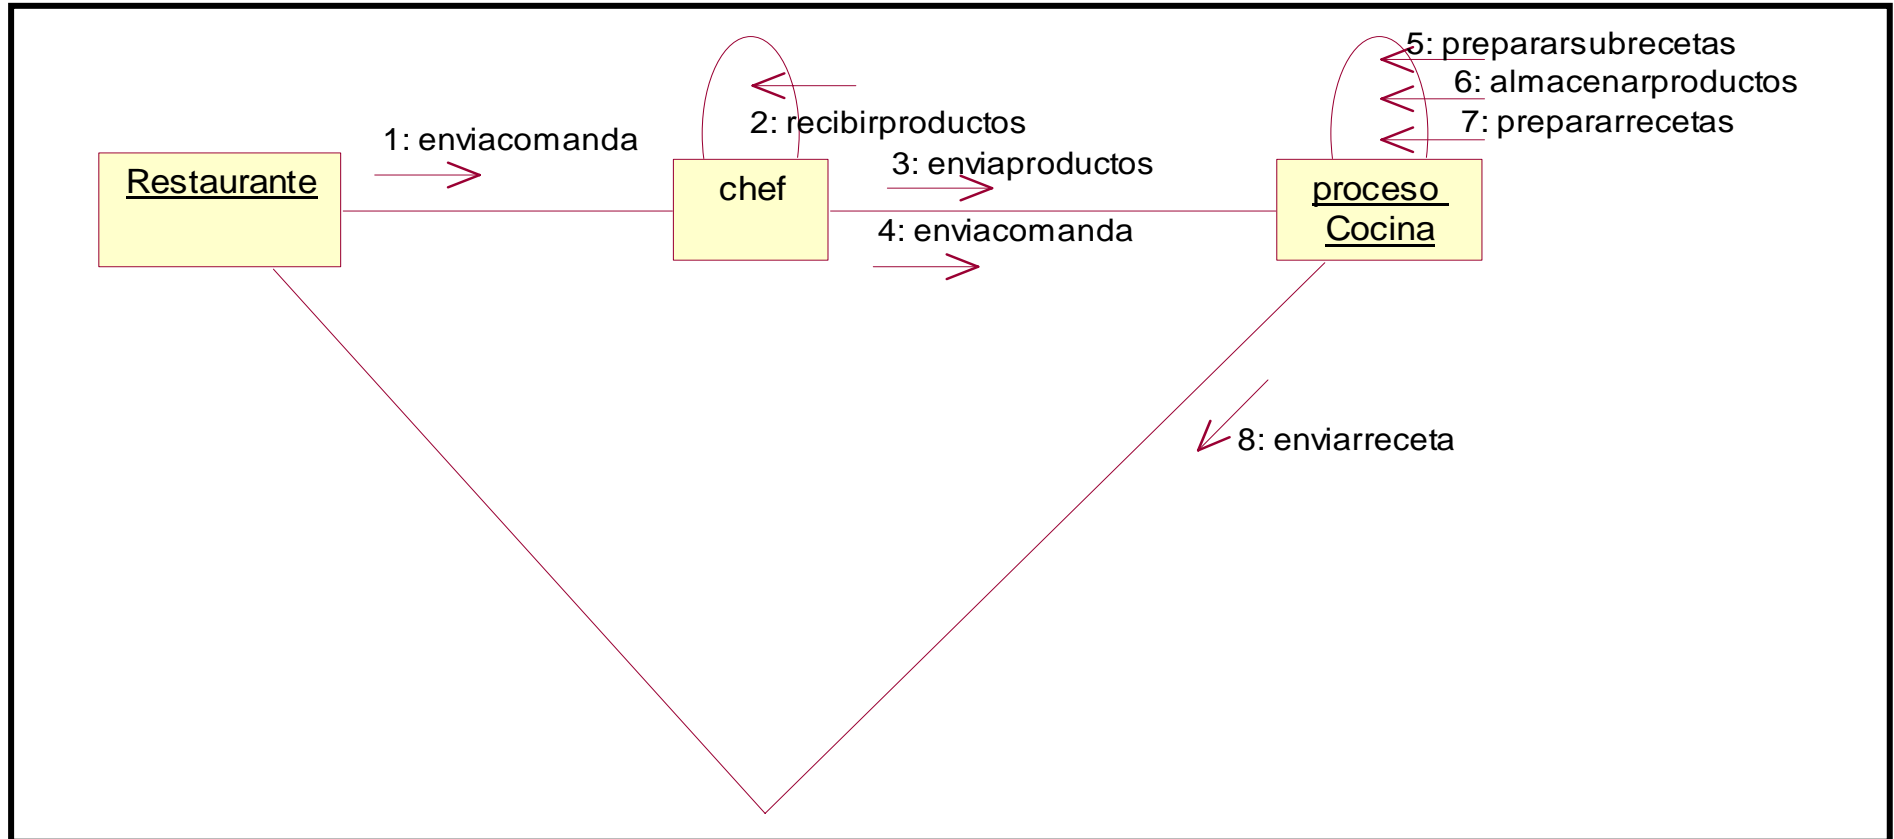 5: prepararsubrecetas
6: almacenarproductos
7: prepararrecetas
2: recibirproductos
1: enviacomanda
3: enviaproductos
Restaurante
chef
proceso
Cocina
4: enviacomanda
8: enviarreceta